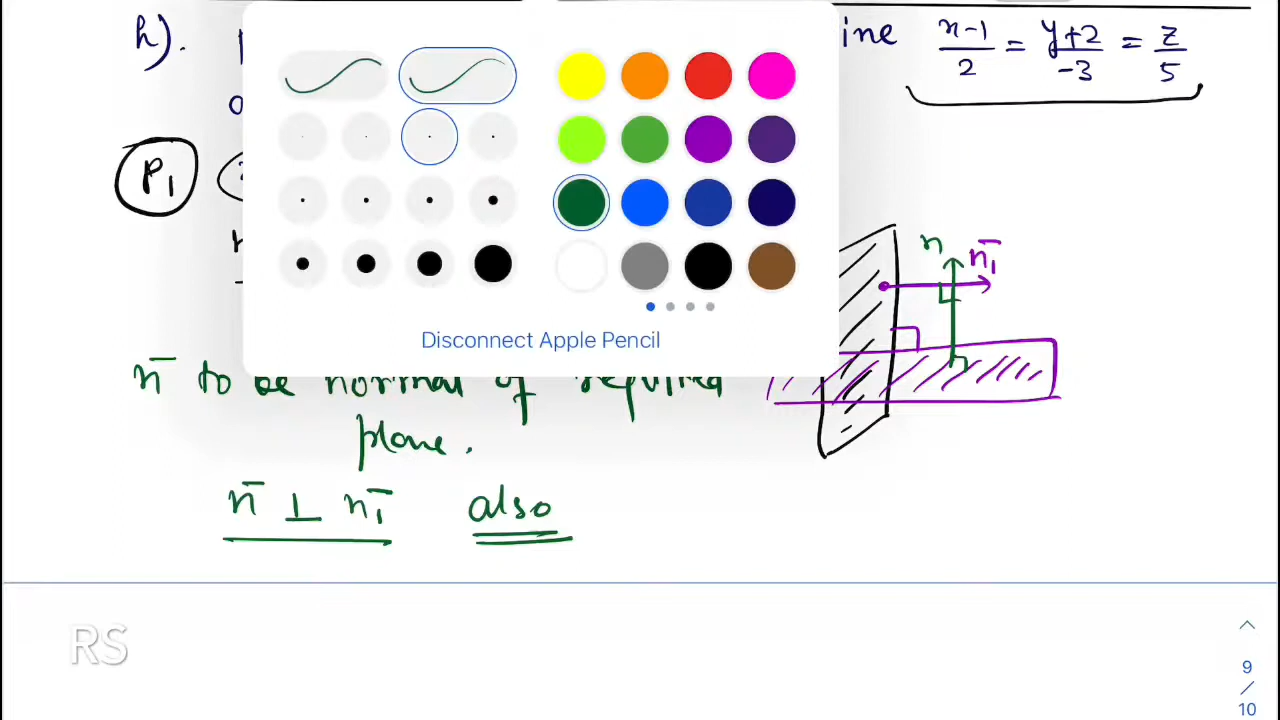 h).
ine x-1/2 = y+2/-3 = z/5
P1
n n̄1
n̄ to be normal of required
plane.
n̄ ⊥ n̄1 also
Disconnect Apple Pencil
RS
9
/
10